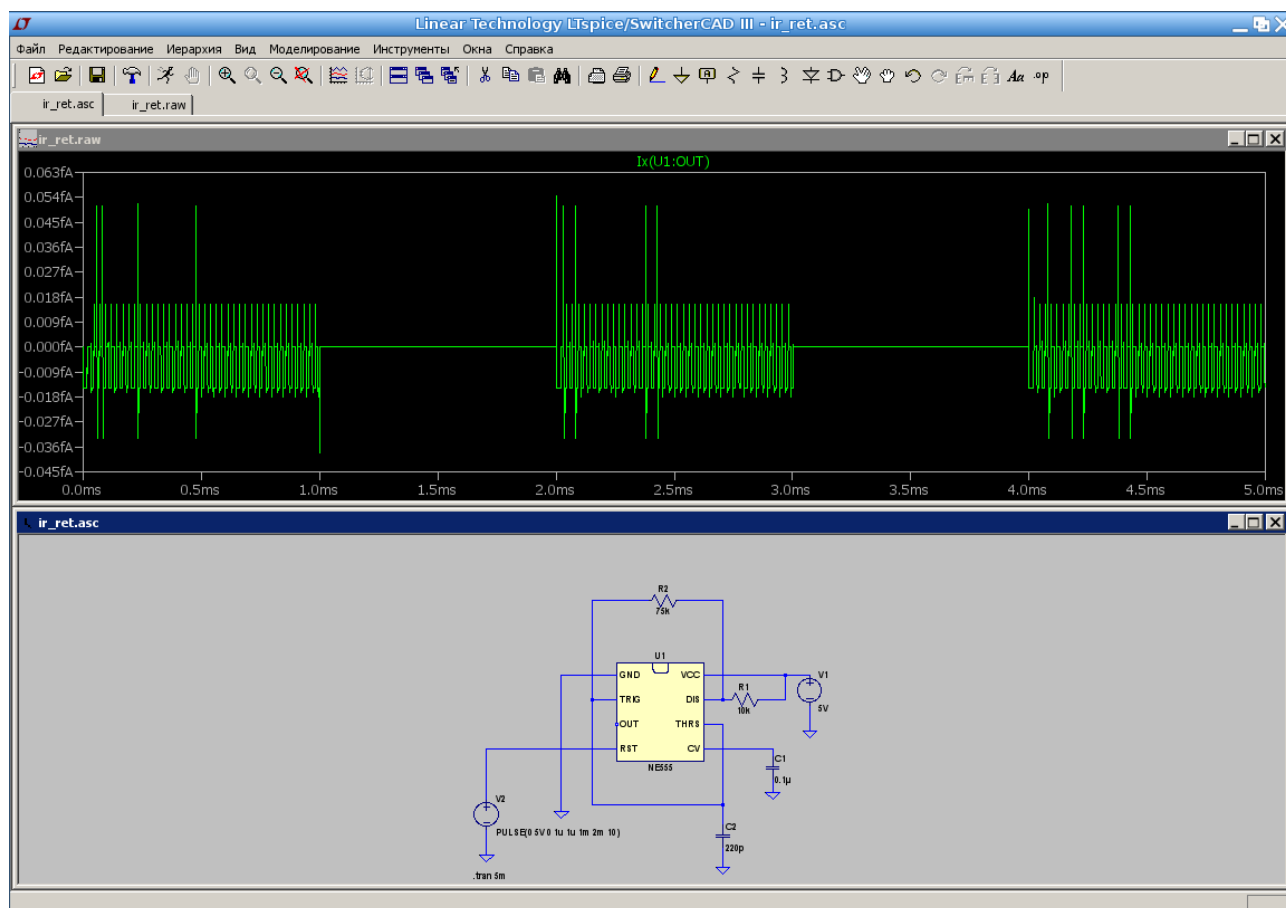 Linear Technology LTspice/SwitcherCAD III - ir_ret.asc
Файл Редактирование Иерархия Вид Моделирование Инструменты Окна Справка
Aa .op
ir_ret.asc ir_ret.raw
ir_ret.raw
Ix(U1:OUT)
0.063fA
0.054fA
0.045fA
0.036fA
0.027fA
0.018fA
0.009fA
0.000fA
-0.009fA
-0.018fA
-0.027fA
-0.036fA
-0.045fA
0.0ms 0.5ms 1.0ms 1.5ms 2.0ms 2.5ms 3.0ms 3.5ms 4.0ms 4.5ms 5.0ms
ir_ret.asc
R2
75k
U1
GND VCC
V1
R1
TRIG DIS
10k
5V
OUT THRS
RST CV
C1
NE555
0.1µ
V2
PULSE(0 5V 0 1u 1u 1m 2m 10)
C2
220p
.tran 5m